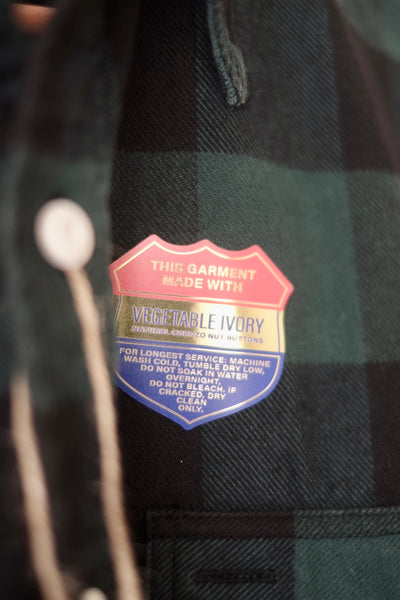 THIS GARMENT
MADE WITH
VEGETABLE IVORY
NATURAL COROZO NUT BUTTONS
FOR LONGEST SERVICE: MACHINE
WASH COLD, TUMBLE DRY LOW,
DO NOT SOAK IN WATER
OVERNIGHT,
DO NOT BLEACH. IF
CRACKED, DRY
CLEAN
ONLY.